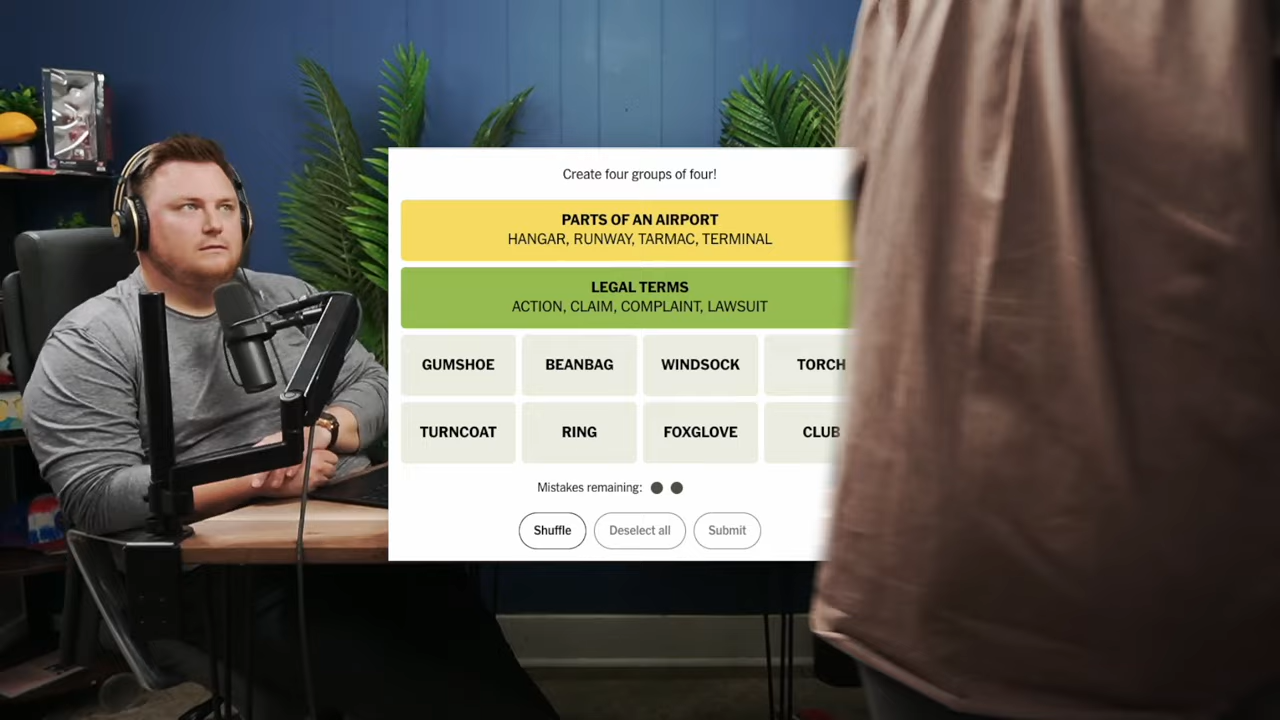 Create four groups of four!
PARTS OF AN AIRPORT
HANGAR, RUNWAY, TARMAC, TERMINAL
LEGAL TERMS
ACTION, CLAIM, COMPLAINT, LAWSUIT
GUMSHOE BEANBAG WINDSOCK TORCH
TURNCOAT RING FOXGLOVE CLUB
Mistakes remaining:
Shuffle Deselect all Submit